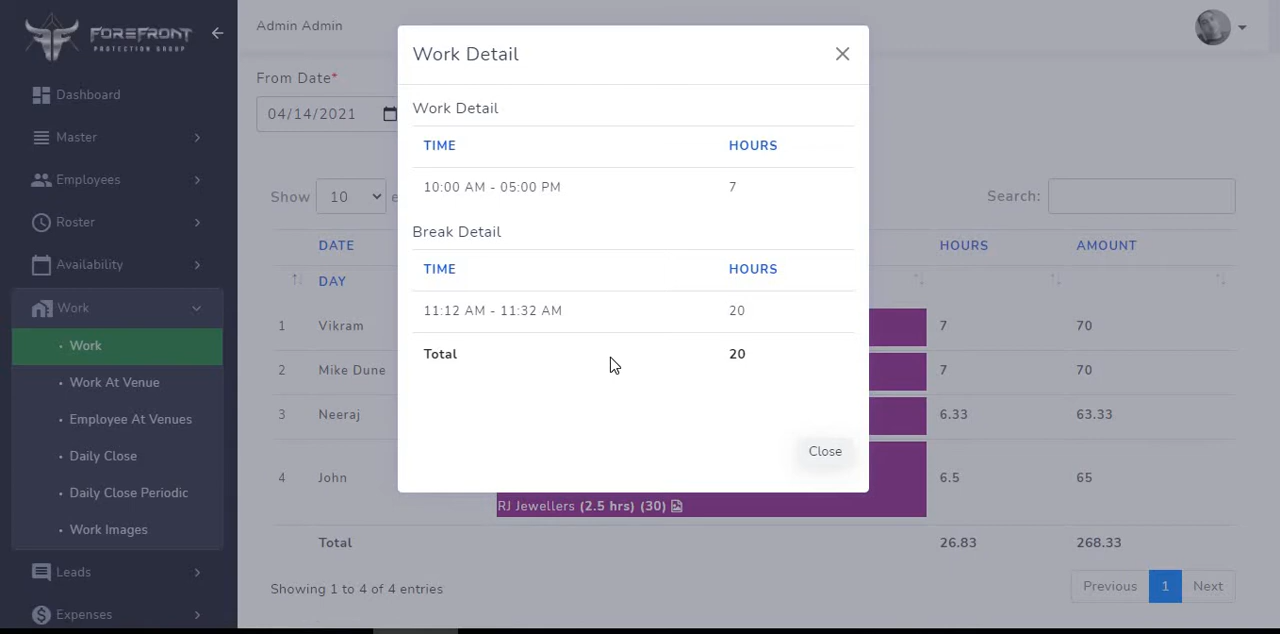 FOREFRONT
PROTECTION GROUP
Dashboard
Master
Employees
Roster
Availability
Work
Work
Work At Venue
Employee At Venues
Daily Close
Daily Close Periodic
Work Images
Leads
Expenses
Admin Admin
From Date*
04/14/2021
Show 10 e
Search:
DATE HOURS AMOUNT
DAY
1 Vikram 7 70
2 Mike Dune 7 70
3 Neeraj 6.33 63.33
4 John 6.5 65
RJ Jewellers (2.5 hrs) (30)
Total 26.83 268.33
Showing 1 to 4 of 4 entries
Previous 1 Next
Work Detail
Work Detail
TIME HOURS
10:00 AM - 05:00 PM 7
Break Detail
TIME HOURS
11:12 AM - 11:32 AM 20
Total 20
Close